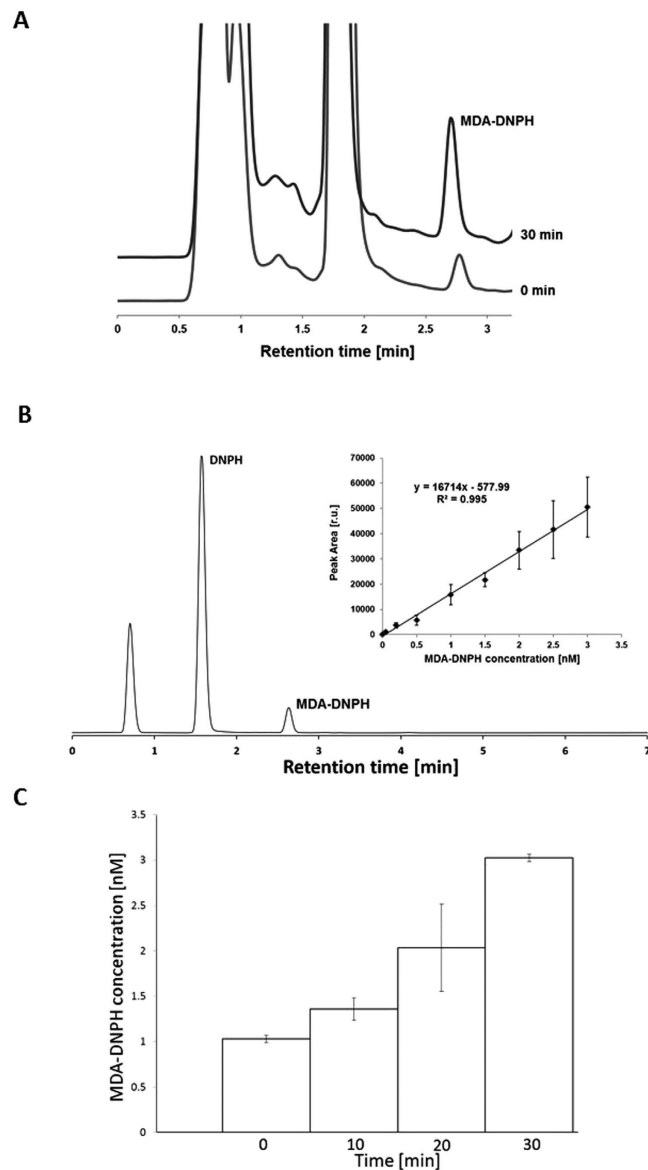 A
MDA-DNPH
30 min
0 min
0 0.5 1 1.5 2 2.5 3
Retention time [min]
B
DNPH
MDA-DNPH
0 1 2 3 4 5 6 7
Retention time [min]
70000
60000
50000
40000
30000
20000
10000
0
Peak Area [r.u.]
y = 16714x - 577.99
R² = 0.995
0 0.5 1 1.5 2 2.5 3 3.5
MDA-DNPH concentration [nM]
C
3.5
3
2.5
2
1.5
1
0.5
0
MDA-DNPH concentration [nM]
0 10 20 30
Time [min]